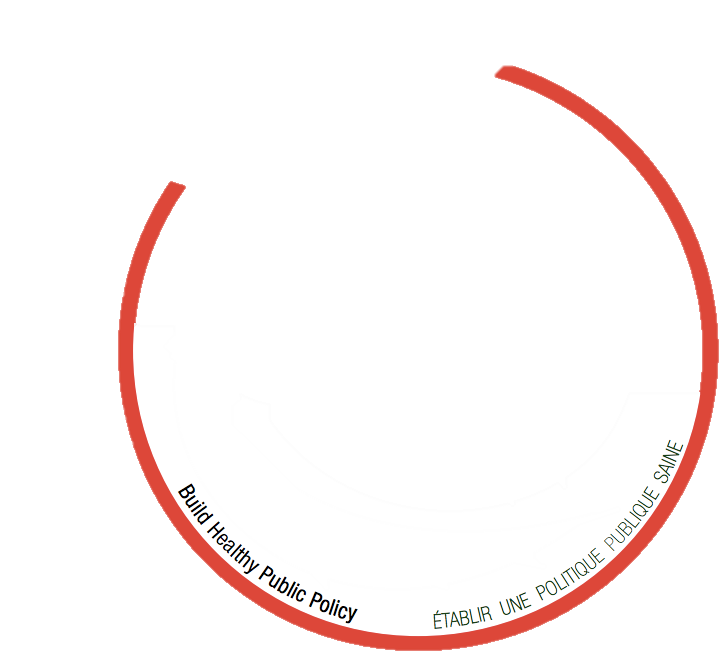 Build Healthy Public Policy
ÉTABLIR UNE POLITIQUE PUBLIQUE SAINE